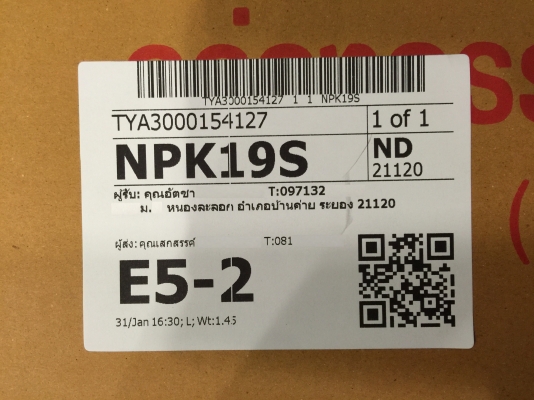 TYA3000154127 1 1 NPK19S
TYA3000154127 1 of 1
NPK19S ND
21120
ผู้รับ: คุณอัตซา T:097132
ม. หนองละลอก อำเภอบ้านค่าย ระยอง 21120
ผู้ส่ง: คุณเสกสรรค์ T:081
E5-2
31/Jan 16:30; L; Wt:1.45